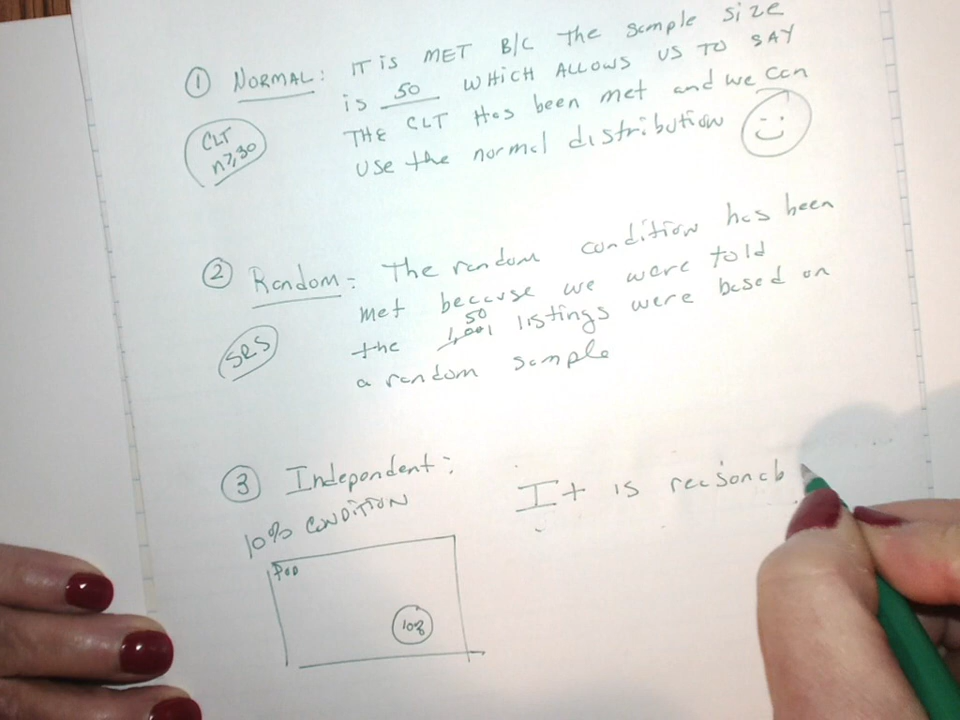 ① NORMAL: IT is MET B/C THE sample size
is 50 WHICH ALLOWS US TO SAY
CLT n≥30
THE CLT Has been met and we can
use the normal distribution
② Random: The random condition has been
met because we were told
SRS
the 1,001 50 listings were based on
a random sample
③ Independent: It is reasonab
10% CONDITION
Pop
10%